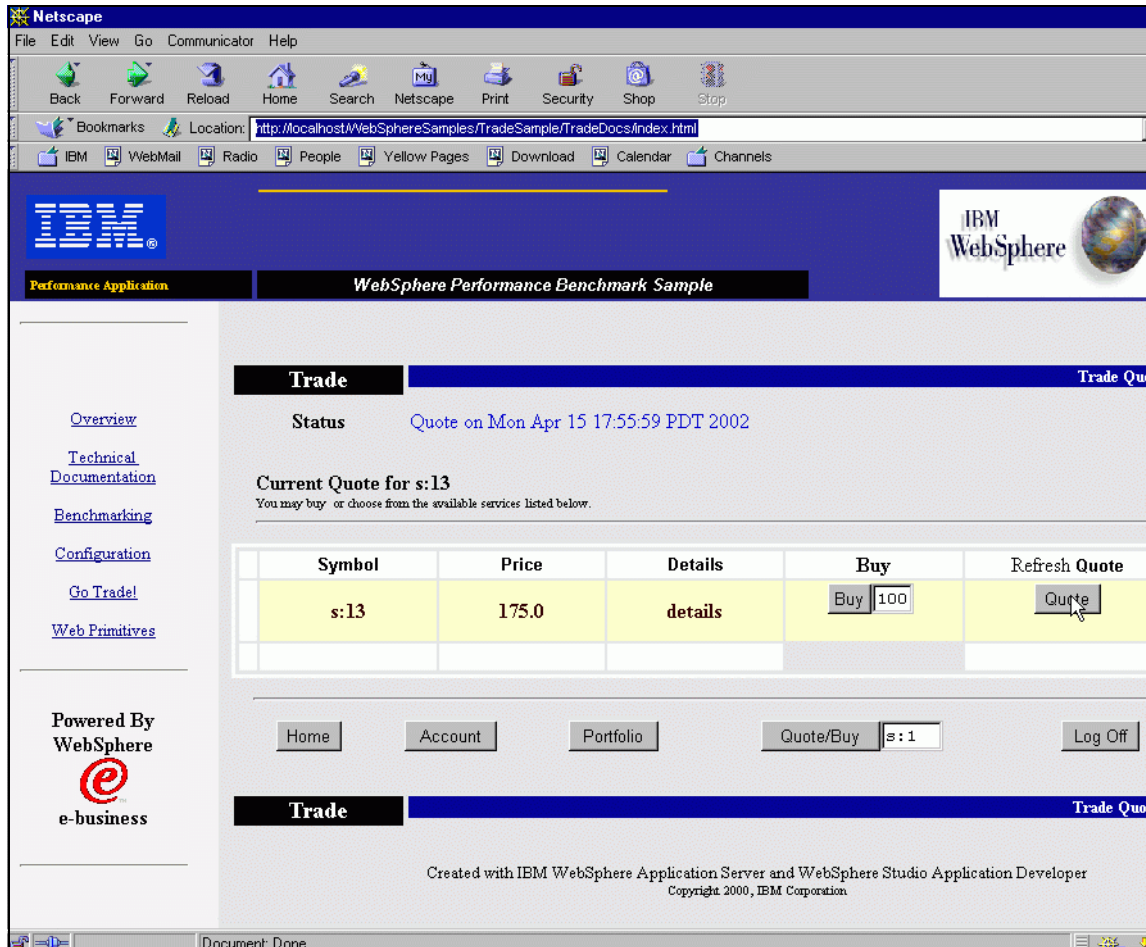 Netscape
File Edit View Go Communicator Help
Back Forward Reload Home Search Netscape Print Security Shop Stop
My
Bookmarks Location: http://localhost/WebSphereSamples/TradeSample/TradeDocs/index.html
IBM WebMail Radio People Yellow Pages Download Calendar Channels
IBM®
IBM
WebSphere
Performance Application
WebSphere Performance Benchmark Sample
Trade Trade Quo
Status Quote on Mon Apr 15 17:55:59 PDT 2002
Overview
Technical
Documentation
Benchmarking
Configuration
Go Trade!
Web Primitives
Current Quote for s:13
You may buy or choose from the available services listed below.
Symbol Price Details Buy Refresh Quote
s:13 175.0 details Buy 100 Quote
Powered By
WebSphere
e
e-business
Home Account Portfolio Quote/Buy s:1 Log Off
Trade Trade Quo
Created with IBM WebSphere Application Server and WebSphere Studio Application Developer
Copyright 2000, IBM Corporation
Document: Done